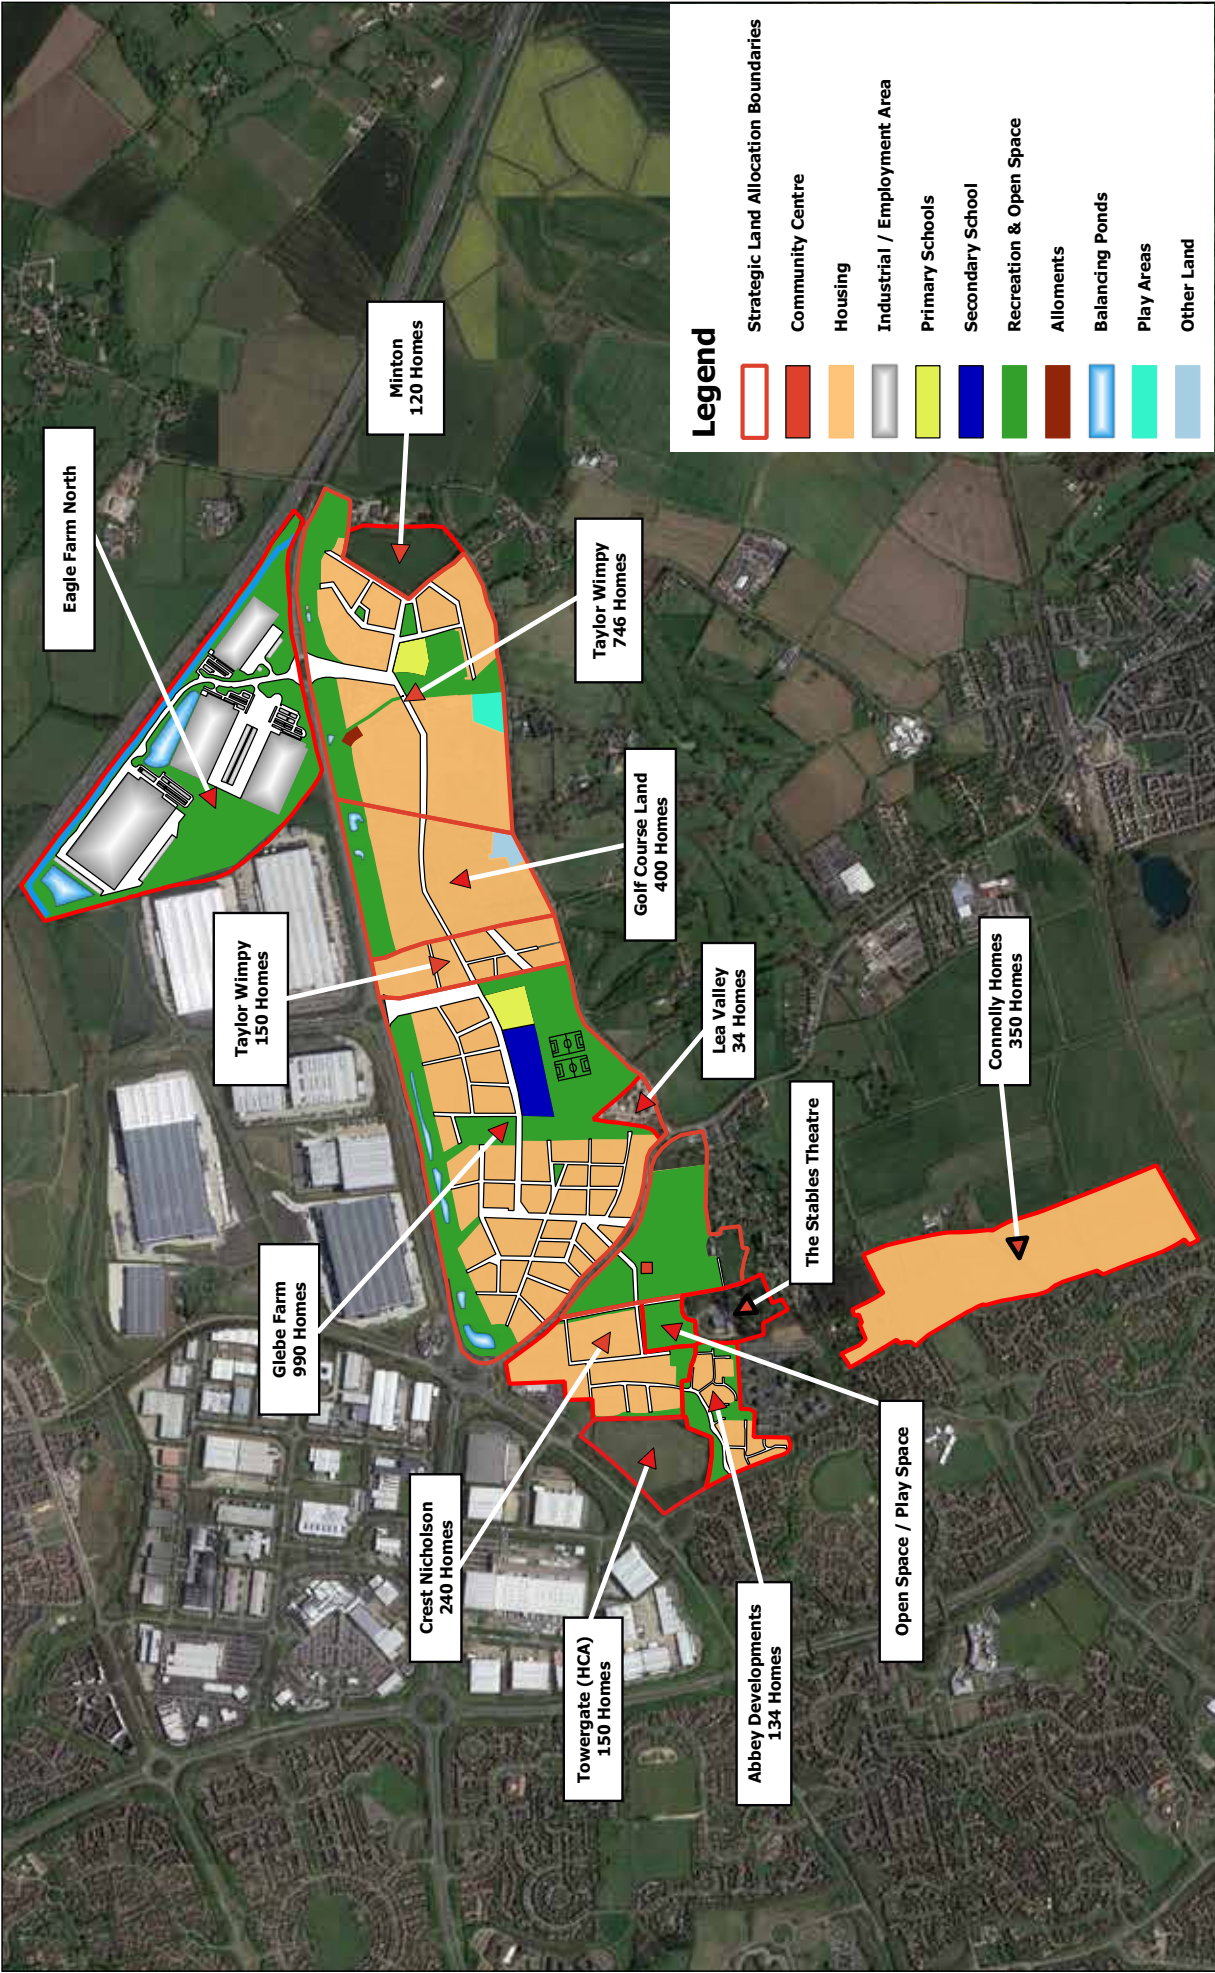 Eagle Farm North
Minton
120 Homes
Taylor Wimpy
746 Homes
Golf Course Land
400 Homes
Taylor Wimpy
150 Homes
Lea Valley
34 Homes
Connolly Homes
350 Homes
The Stables Theatre
Glebe Farm
990 Homes
Crest Nicholson
240 Homes
Towergate (HCA)
150 Homes
Abbey Developments
134 Homes
Open Space / Play Space
Legend
Strategic Land Allocation Boundaries
Community Centre
Housing
Industrial / Employment Area
Primary Schools
Secondary School
Recreation & Open Space
Alloments
Balancing Ponds
Play Areas
Other Land